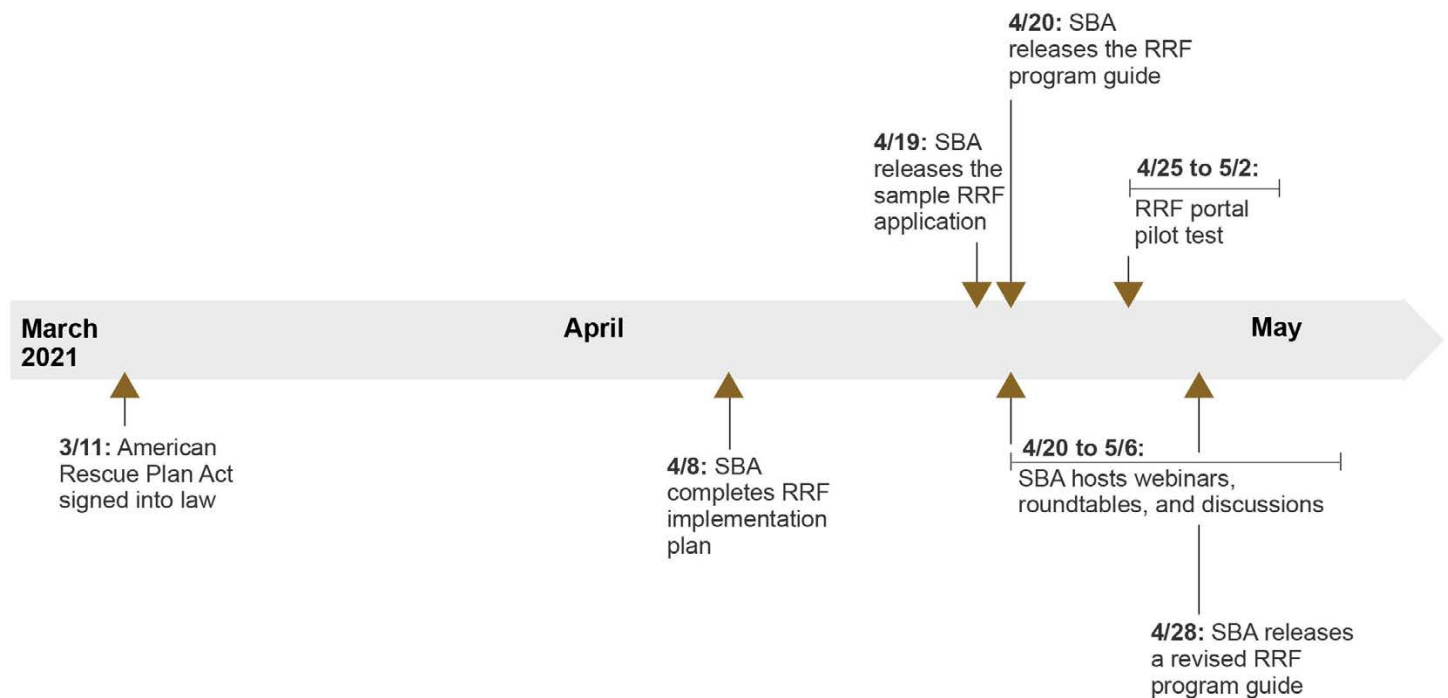 4/20: SBA
releases the RRF
program guide
4/19: SBA
releases the
sample RRF
application
4/25 to 5/2:
RRF portal
pilot test
March
2021
April
May
3/11: American
Rescue Plan Act
signed into law
4/8: SBA
completes RRF
implementation
plan
4/20 to 5/6:
SBA hosts webinars,
roundtables, and discussions
4/28: SBA releases
a revised RRF
program guide